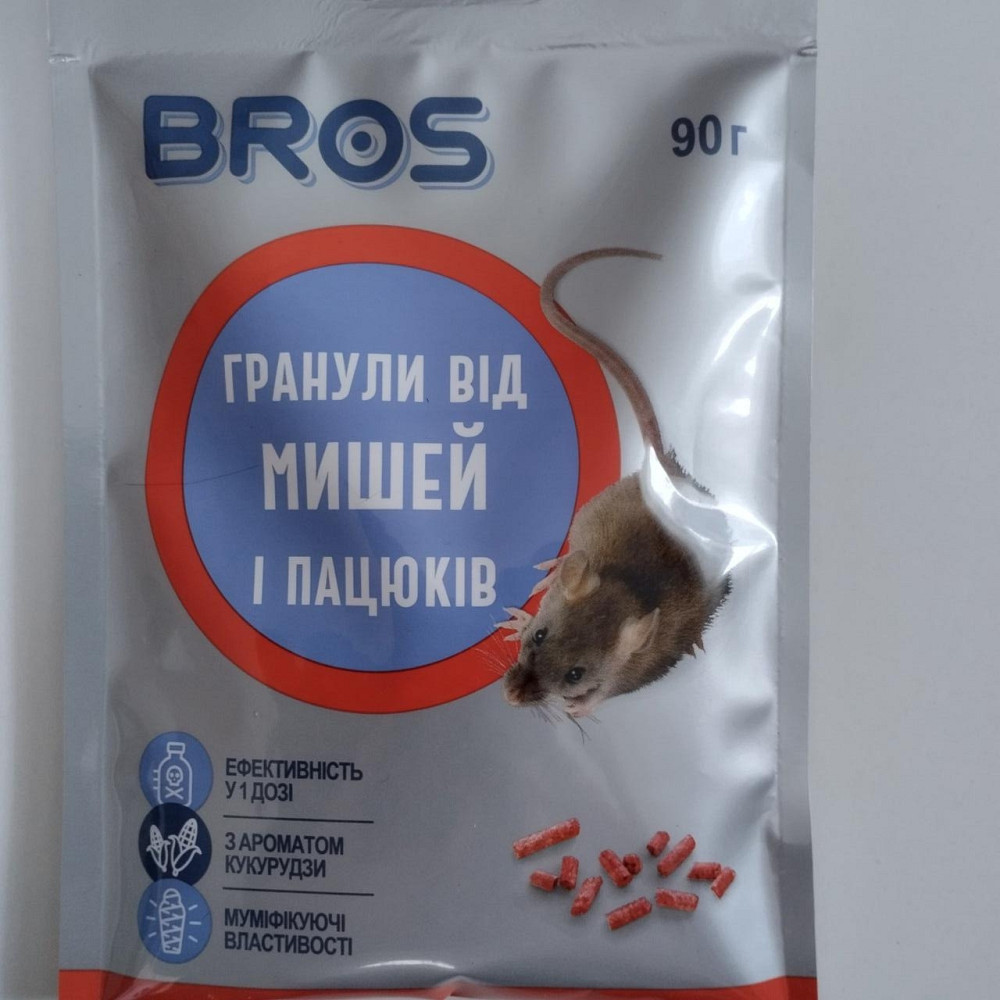 BROS
90 г
ГРАНУЛИ ВІД
МИШЕЙ
І ПАЦЮКІВ
ЕФЕКТИВНІСТЬ
У 1 ДОЗІ
З АРОМАТОМ
КУКУРУДЗИ
МУМІФІКУЮЧІ
ВЛАСТИВОСТІ